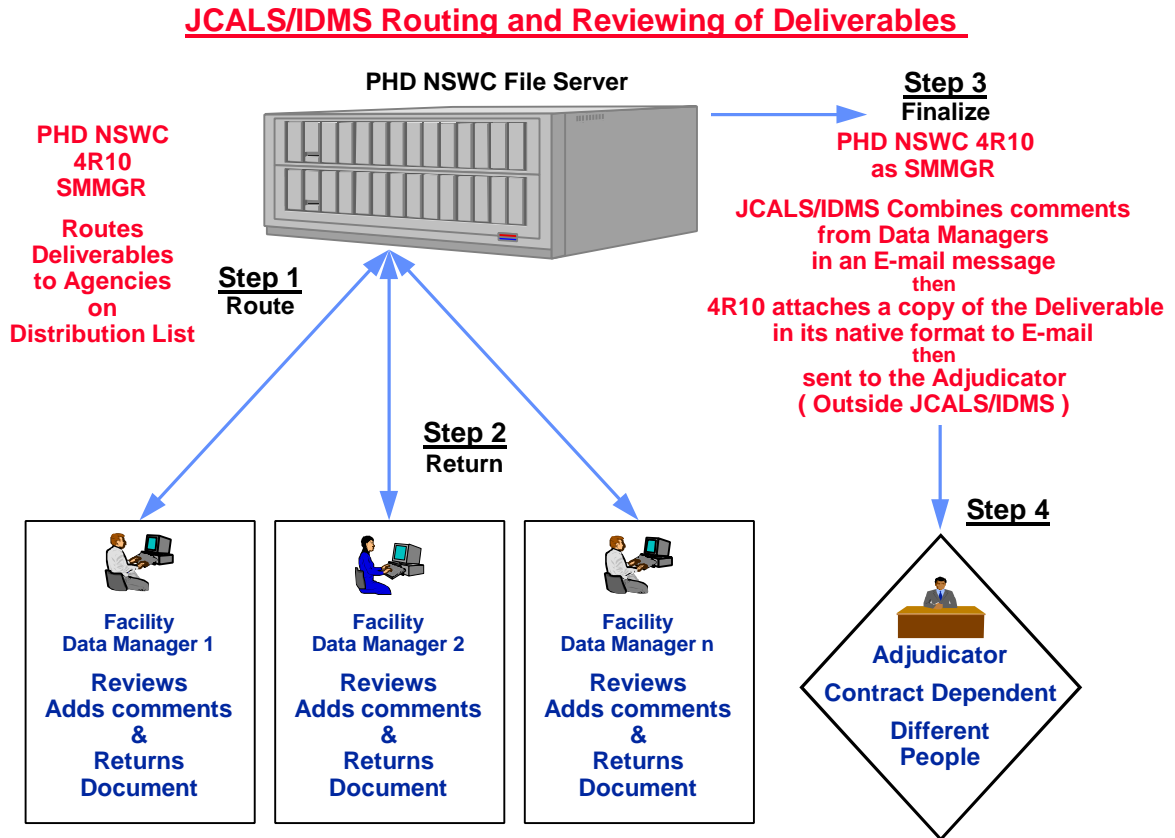 JCALS/IDMS Routing and Reviewing of Deliverables
PHD NSWC File Server
PHD NSWC
4R10
SMMGR
Routes
Deliverables
to Agencies
on
Distribution List
Step 1
Route
Step 2
Return
Step 3
Finalize
PHD NSWC 4R10
as SMMGR
JCALS/IDMS Combines comments
from Data Managers
in an E-mail message
then
4R10 attaches a copy of the Deliverable
in its native format to E-mail
then
sent to the Adjudicator
( Outside JCALS/IDMS )
Facility
Data Manager 1
Reviews
Adds comments
&
Returns
Document
Facility
Data Manager 2
Reviews
Adds comments
&
Returns
Document
Facility
Data Manager n
Reviews
Adds comments
&
Returns
Document
Step 4
Adjudicator
Contract Dependent
Different
People